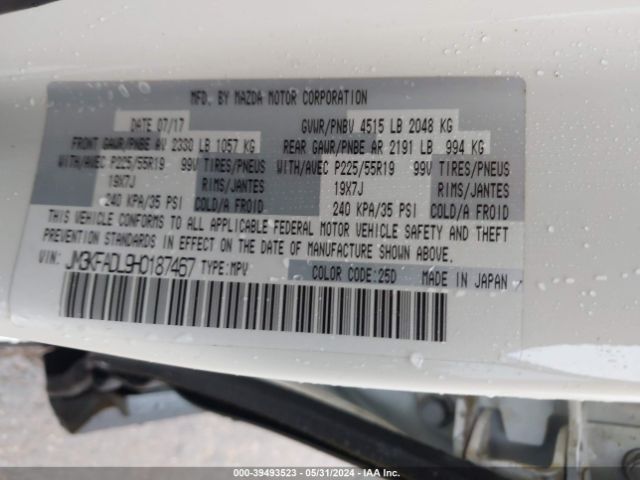 MFD. BY MAZDA MOTOR CORPORATION
DATE 07/17 GVWR/PNBV 4515 LB 2048 KG
FRONT GAWR/PNBE AV 2330 LB 1057 KG REAR GAWR/PNBE AR 2191 LB 994 KG
WITH/AVEC P225/55R19 99V TIRES/PNEUS WITH/AVEC P225/55R19 99V TIRES/PNEUS
19X7J RIMS/JANTES 19X7J RIMS/JANTES
240 KPA/35 PSI COLD/A FROID 240 KPA/35 PSI COLD/A FROID
THIS VEHICLE CONFORMS TO ALL APPLICABLE FEDERAL MOTOR VEHICLE SAFETY AND THEFT
PREVENTION STANDARDS IN EFFECT ON THE DATE OF MANUFACTURE SHOWN ABOVE.
VIN: JM3KFADL9H0187467 TYPE: MPV COLOR CODE: 25D MADE IN JAPAN
000-39493523 - 05/31/2024 - IAA Inc.